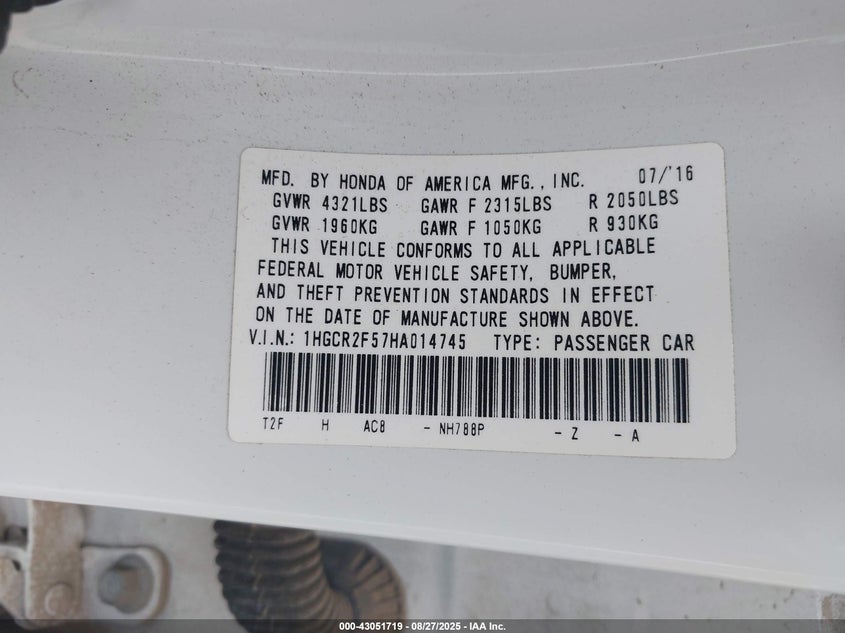 MFD. BY HONDA OF AMERICA MFG., INC. 07/'16
GVWR 4321LBS GAWR F 2315LBS R 2050LBS
GVWR 1960KG GAWR F 1050KG R 930KG
THIS VEHICLE CONFORMS TO ALL APPLICABLE
FEDERAL MOTOR VEHICLE SAFETY, BUMPER,
AND THEFT PREVENTION STANDARDS IN EFFECT
ON THE DATE OF MANUFACTURE SHOWN ABOVE.
V.I.N.: 1HGCR2F57HA014745 TYPE: PASSENGER CAR
T2F H AC8 - NH788P - Z - A
000-43051719 - 08/27/2025 - IAA Inc.